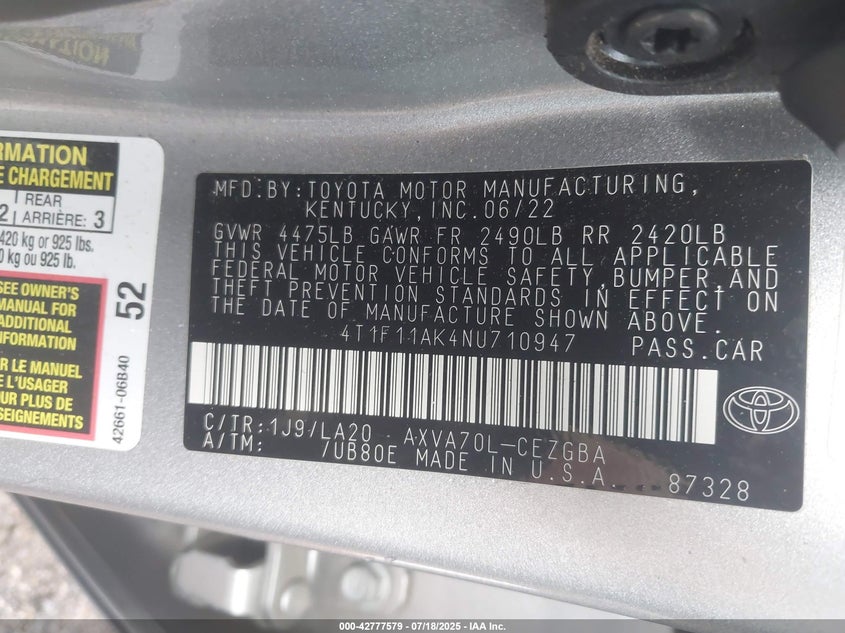 RMATION
E CHARGEMENT
REAR
2 ARRIÈRE: 3
420 kg or 925 lbs.
0 kg ou 925 lb.
SEE OWNER'S
MANUAL FOR
ADDITIONAL
INFORMATION
ir LE MANUEL
E L'USAGER
R PLUS DE
SEIGNEMENTS
52
42661-06B40
MFD.BY:TOYOTA MOTOR MANUFACTURING,
KENTUCKY,INC.06/22
GVWR 4475LB GAWR FR 2490LB RR 2420LB
THIS VEHICLE CONFORMS TO ALL APPLICABLE
FEDERAL MOTOR VEHICLE SAFETY,BUMPER,AND
THEFT PREVENTION STANDARDS IN EFFECT ON
THE DATE OF MANUFACTURE SHOWN ABOVE.
4T1F11AK4NU710947 PASS.CAR
C/TR:1J9/LA20 AXVA70L-CEZGBA
A/TM: /UB80E MADE IN U.S.A.
87328
000-42777579 / 07/18/2025 - IAA Inc.